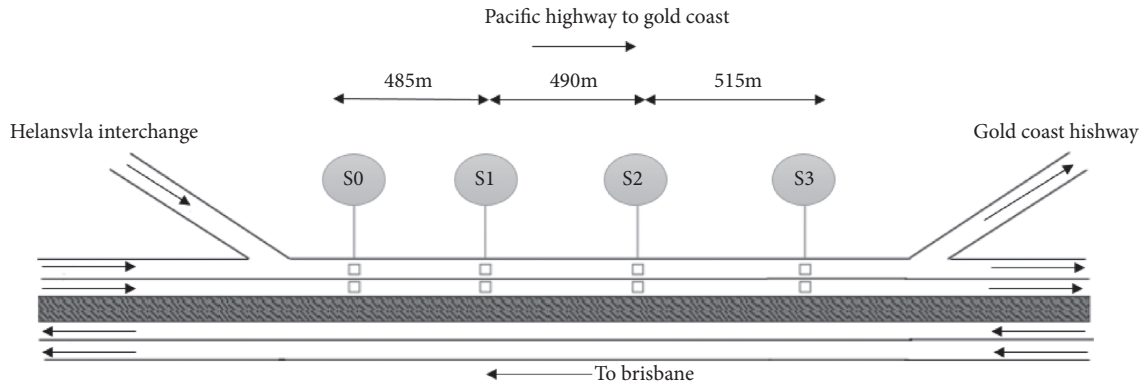 Pacific highway to gold coast
485m
490m
515m
Helansvla interchange
Gold coast hishway
S0
S1
S2
S3
To brisbane